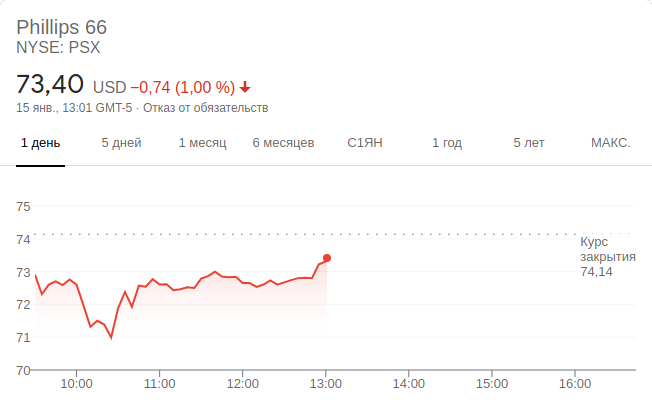 Phillips 66
NYSE: PSX
73,40 USD −0,74 (1,00 %)
15 янв., 13:01 GMT-5 · Отказ от обязательств
1 день 5 дней 1 месяц 6 месяцев С1ЯН 1 год 5 лет МАКС.
75
74
Курс
закрытия
73
74,14
72
71
70
10:00 11:00 12:00 13:00 14:00 15:00 16:00